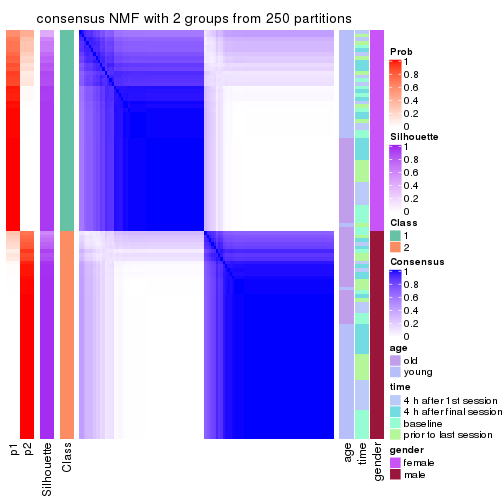 consensus NMF with 2 groups from 250 partitions
Prob
1
0.8
0.6
0.4
0.2
0
Silhouette
1
0.8
0.6
0.4
0.2
0
Class
1
2
Consensus
1
0.8
0.6
0.4
0.2
0
age
old
young
time
4 h after 1st session
4 h after final session
baseline
prior to last session
gender
female
male
p1
p2
Silhouette
Class
age
time
gender